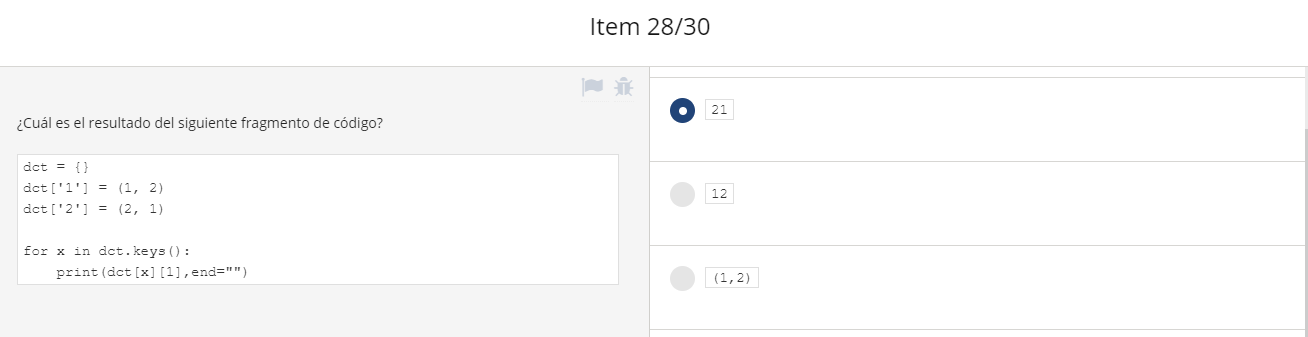 Item 28/30
¿Cuál es el resultado del siguiente fragmento de código?
dct = {}
dct['1'] = (1, 2)
dct['2'] = (2, 1)
for x in dct.keys():
    print(dct[x][1],end="")
21
12
(1,2)